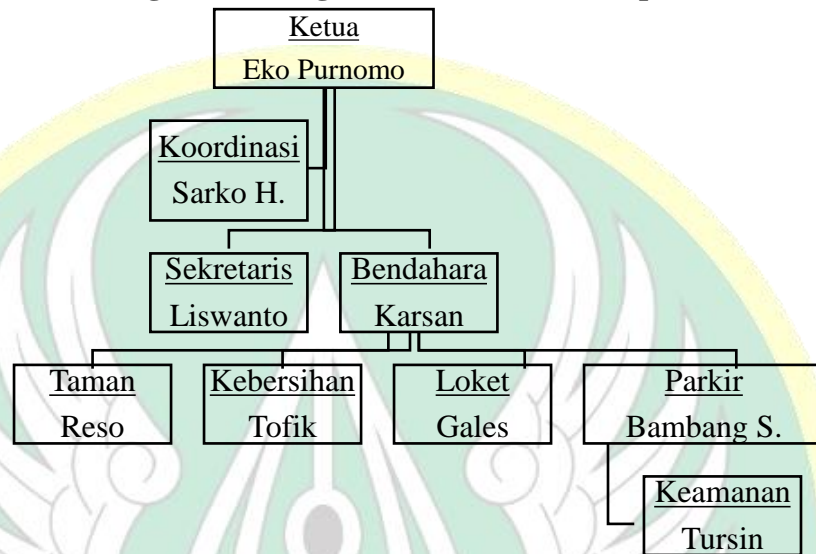 Ketua
Eko Purnomo
Koordinasi
Sarko H.
Sekretaris
Liswanto
Bendahara
Karsan
Taman
Reso
Kebersihan
Tofik
Loket
Gales
Parkir
Bambang S.
Keamanan
Tursin